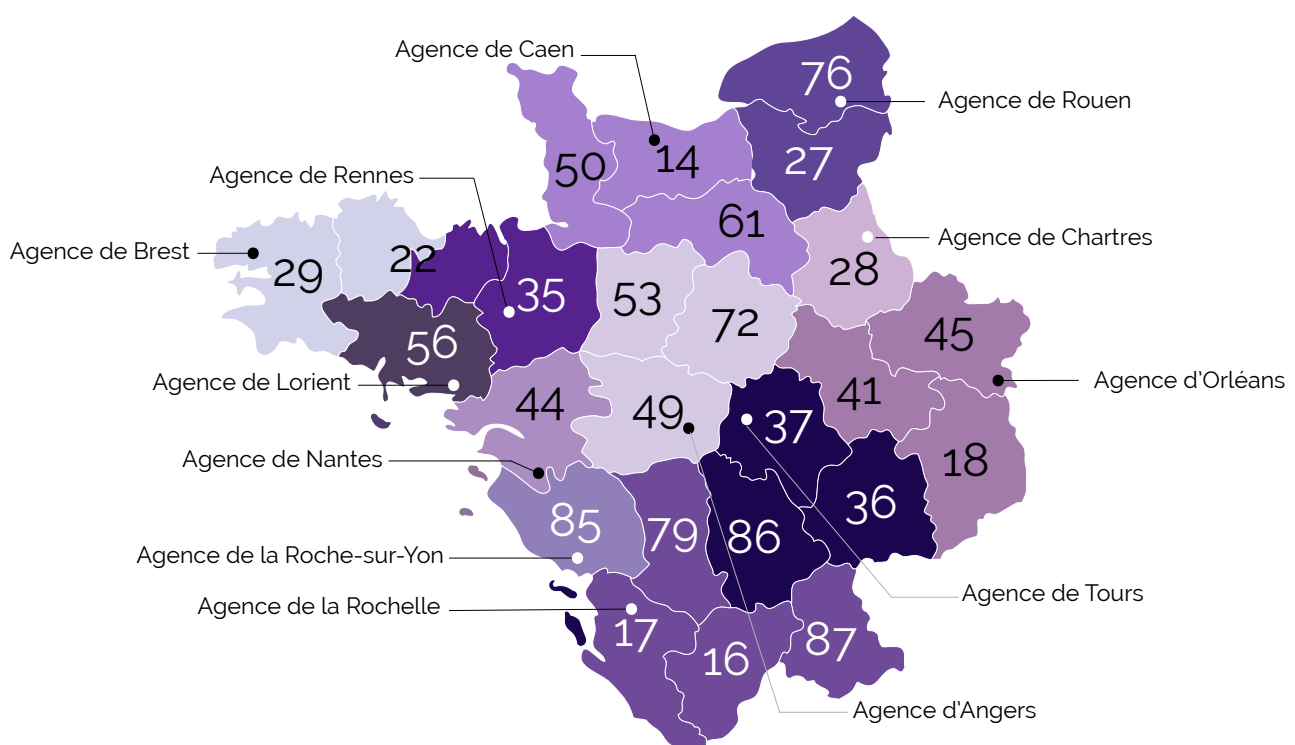 Agence de Caen
76
Agence de Rouen
50
14
27
Agence de Rennes
61
Agence de Chartres
Agence de Brest
29
22
28
35
53
72
45
56
Agence de Lorient
44
49
37
41
Agence d'Orléans
Agence de Nantes
18
85
79
86
36
Agence de la Roche-sur-Yon
Agence de Tours
Agence de la Rochelle
17
16
87
Agence d'Angers